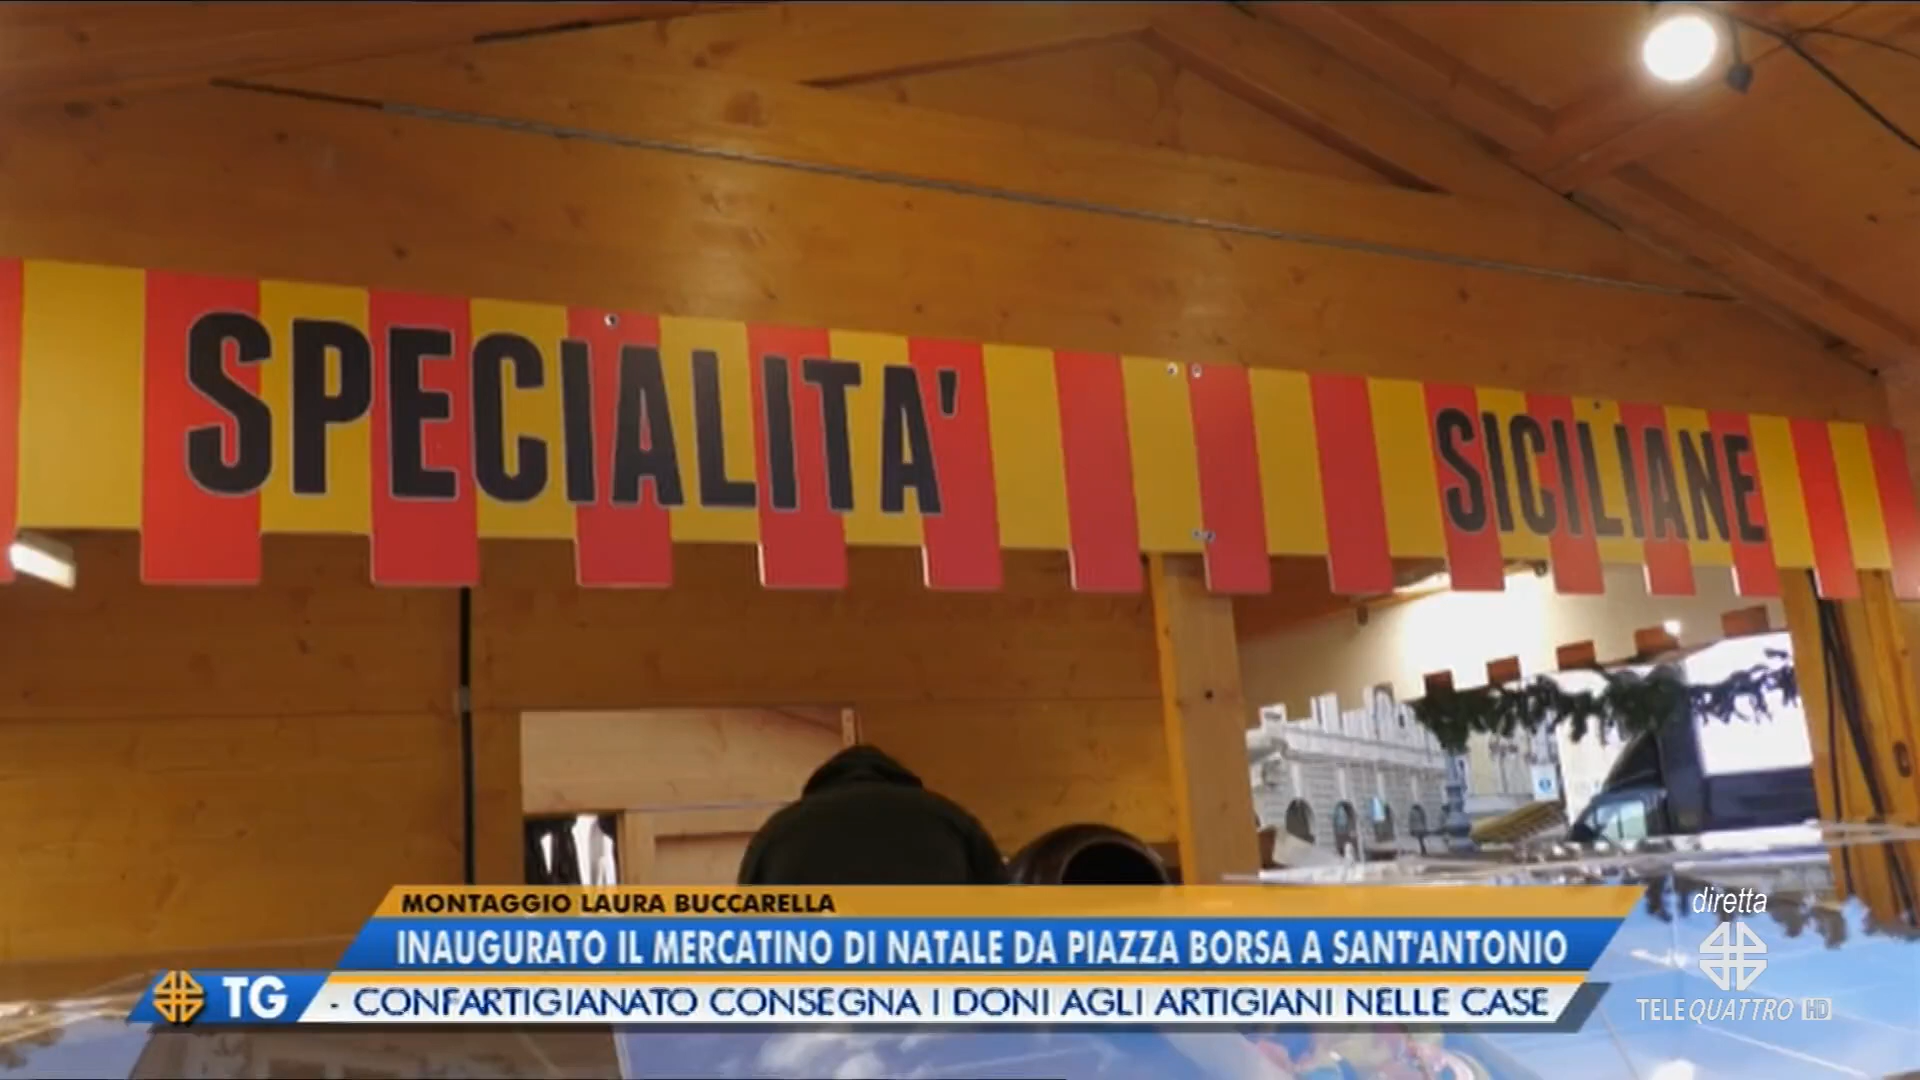 SPECIALITA' SICILIANE
MONTAGGIO LAURA BUCCARELLA
INAUGURATO IL MERCATINO DI NATALE DA PIAZZA BORSA A SANT'ANTONIO
TG - CONFARTIGIANATO CONSEGNA I DONI AGLI ARTIGIANI NELLE CASE
diretta
TELEQUATTRO HD